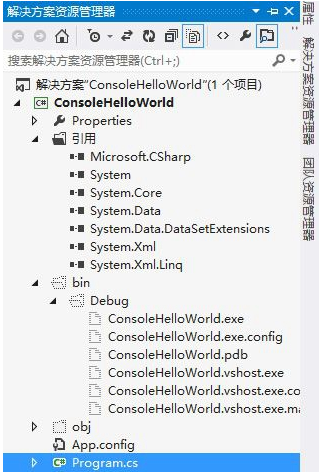 解决方案资源管理器
搜索解决方案资源管理器(Ctrl+;)
解决方案"ConsoleHelloWorld"(1 个项目)
ConsoleHelloWorld
Properties
引用
Microsoft.CSharp
System
System.Core
System.Data
System.Data.DataSetExtensions
System.Xml
System.Xml.Linq
bin
Debug
ConsoleHelloWorld.exe
ConsoleHelloWorld.exe.config
ConsoleHelloWorld.pdb
ConsoleHelloWorld.vshost.exe
ConsoleHelloWorld.vshost.exe.co
ConsoleHelloWorld.vshost.exe.ma
obj
App.config
Program.cs
属性
解决方案资源管理器
团队资源管理器